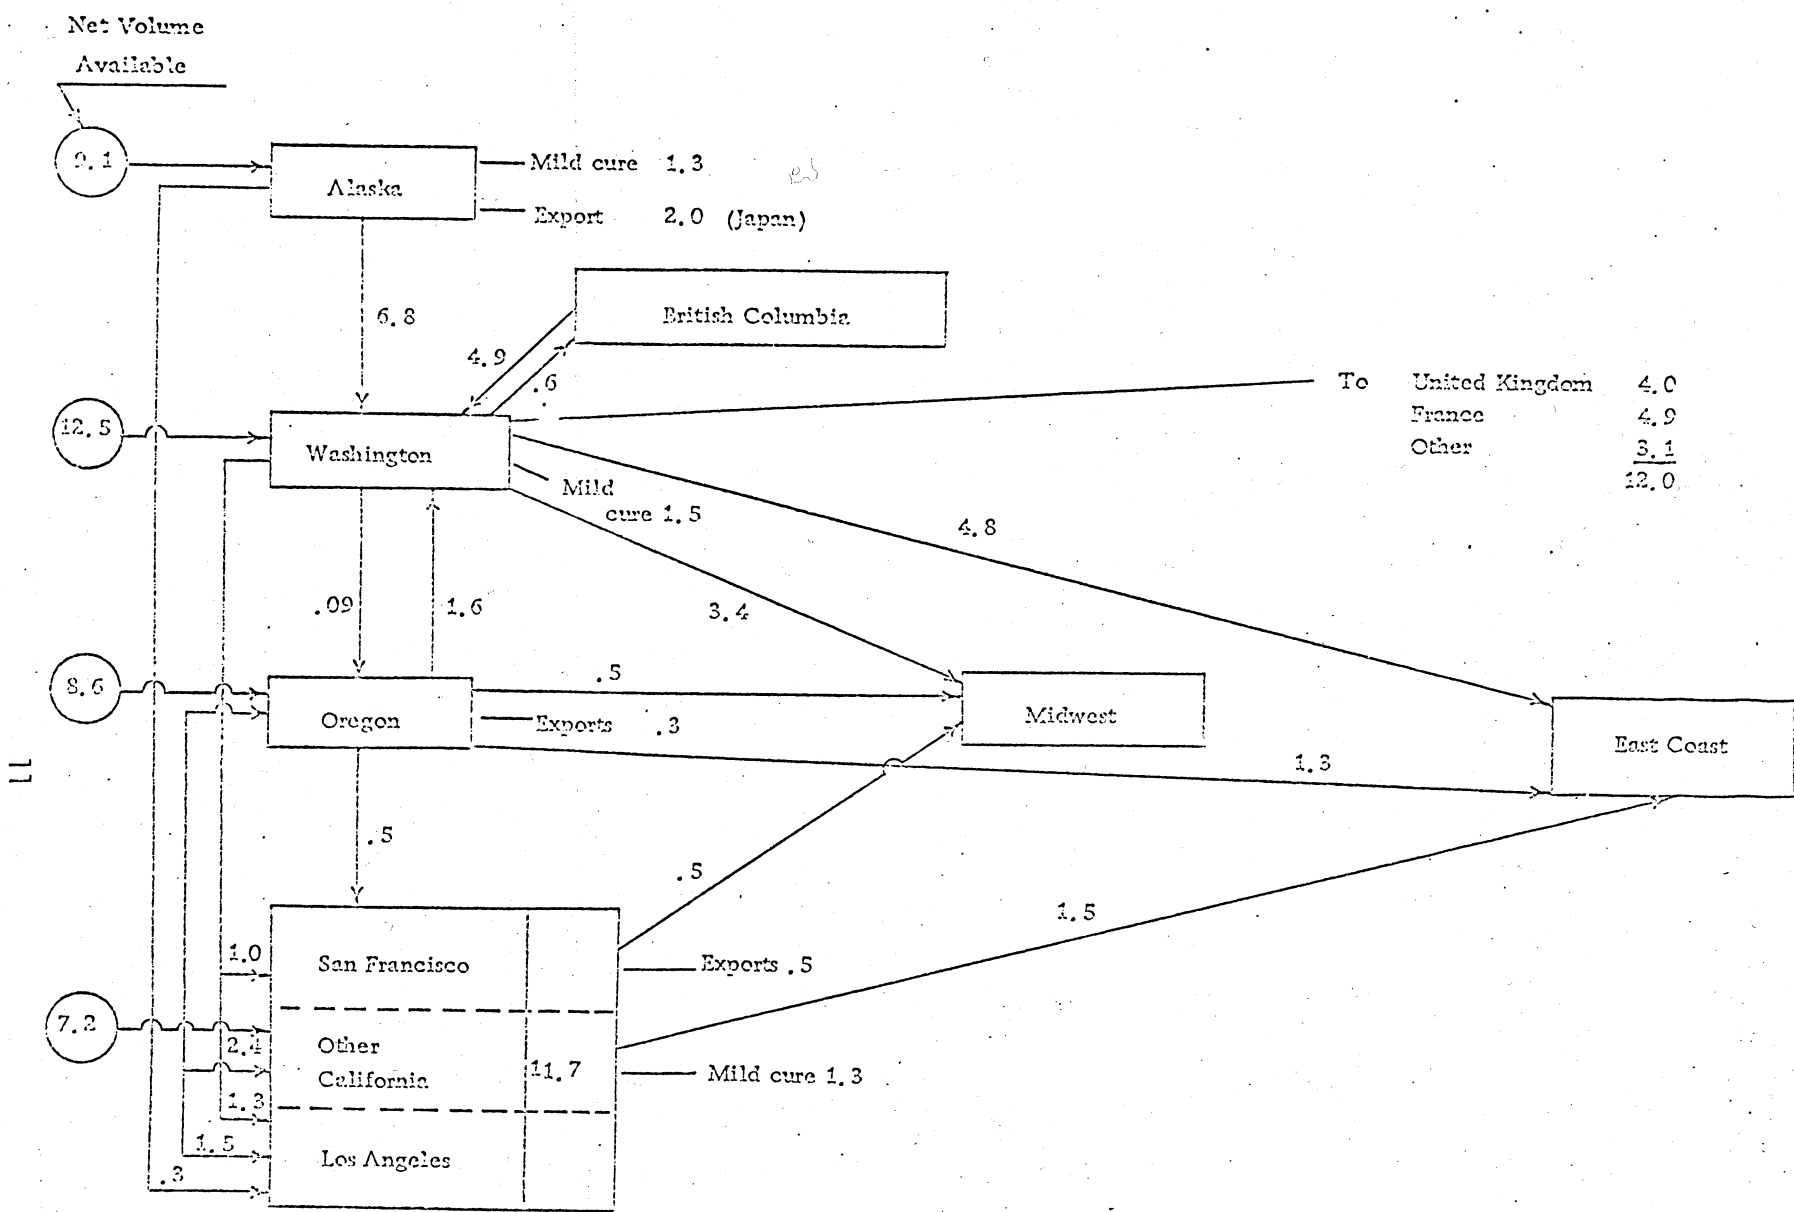 Net Volume
Available
9.1
Alaska
Mild cure 1.3
Export 2.0 (Japan)
6.8
British Columbia
4.9
.6
To United Kingdom 4.0
France 4.9
Other 3.1
12.0
12.5
Washington
Mild
cure 1.5
4.8
.09
1.6
3.4
8.6
Oregon
.5
Exports .3
Midwest
East Coast
1.3
11
.5
.5
1.5
1.0
San Francisco
Exports .5
7.2
2.4
Other
California
11.7
Mild cure 1.3
1.3
1.5
Los Angeles
.3